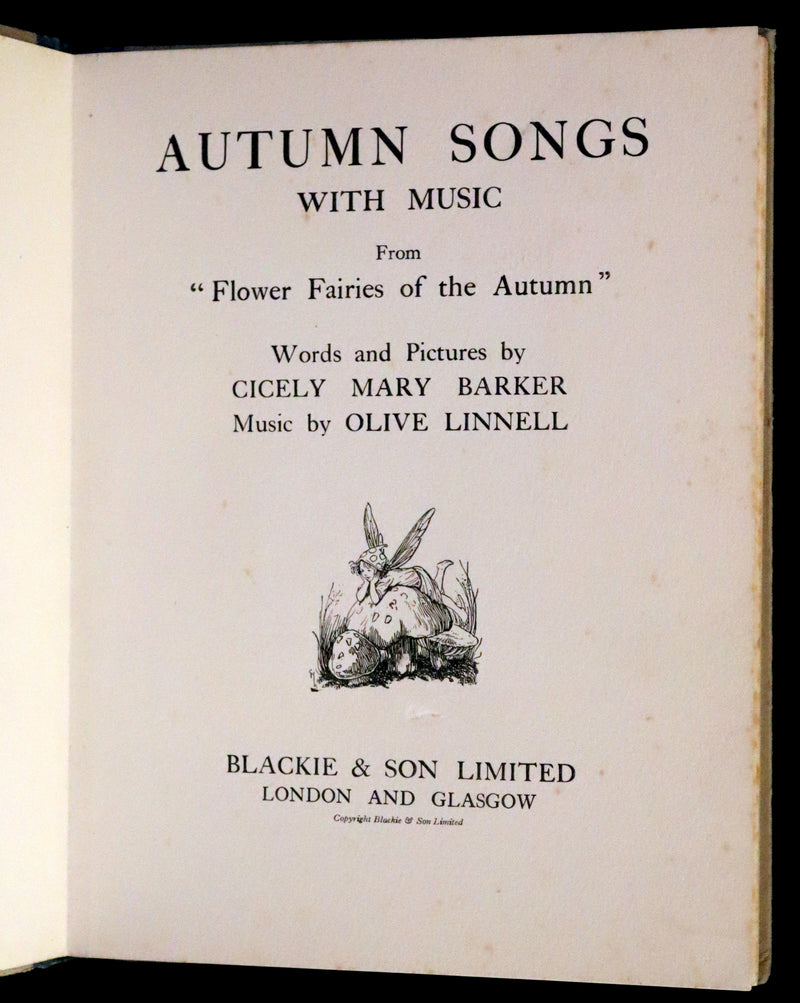 AUTUMN SONGS
WITH MUSIC
From
“Flower Fairies of the Autumn”
Words and Pictures by
CICELY MARY BARKER
Music by OLIVE LINNELL
BLACKIE & SON LIMITED
LONDON AND GLASGOW
Copyright Blackie & Son Limited